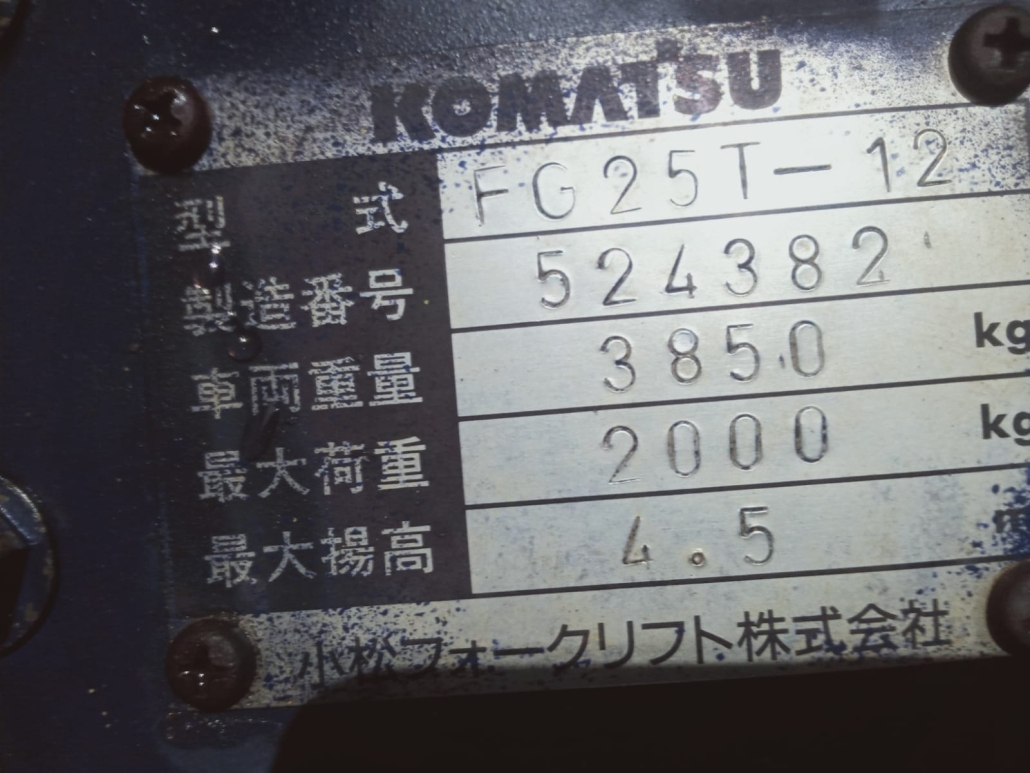 KOMATSU
型式 FG25T-12
製造番号 524382
車両重量 3850 kg
最大荷重 2000 kg
最大揚高 4.5 m
小松フォークリフト株式会社